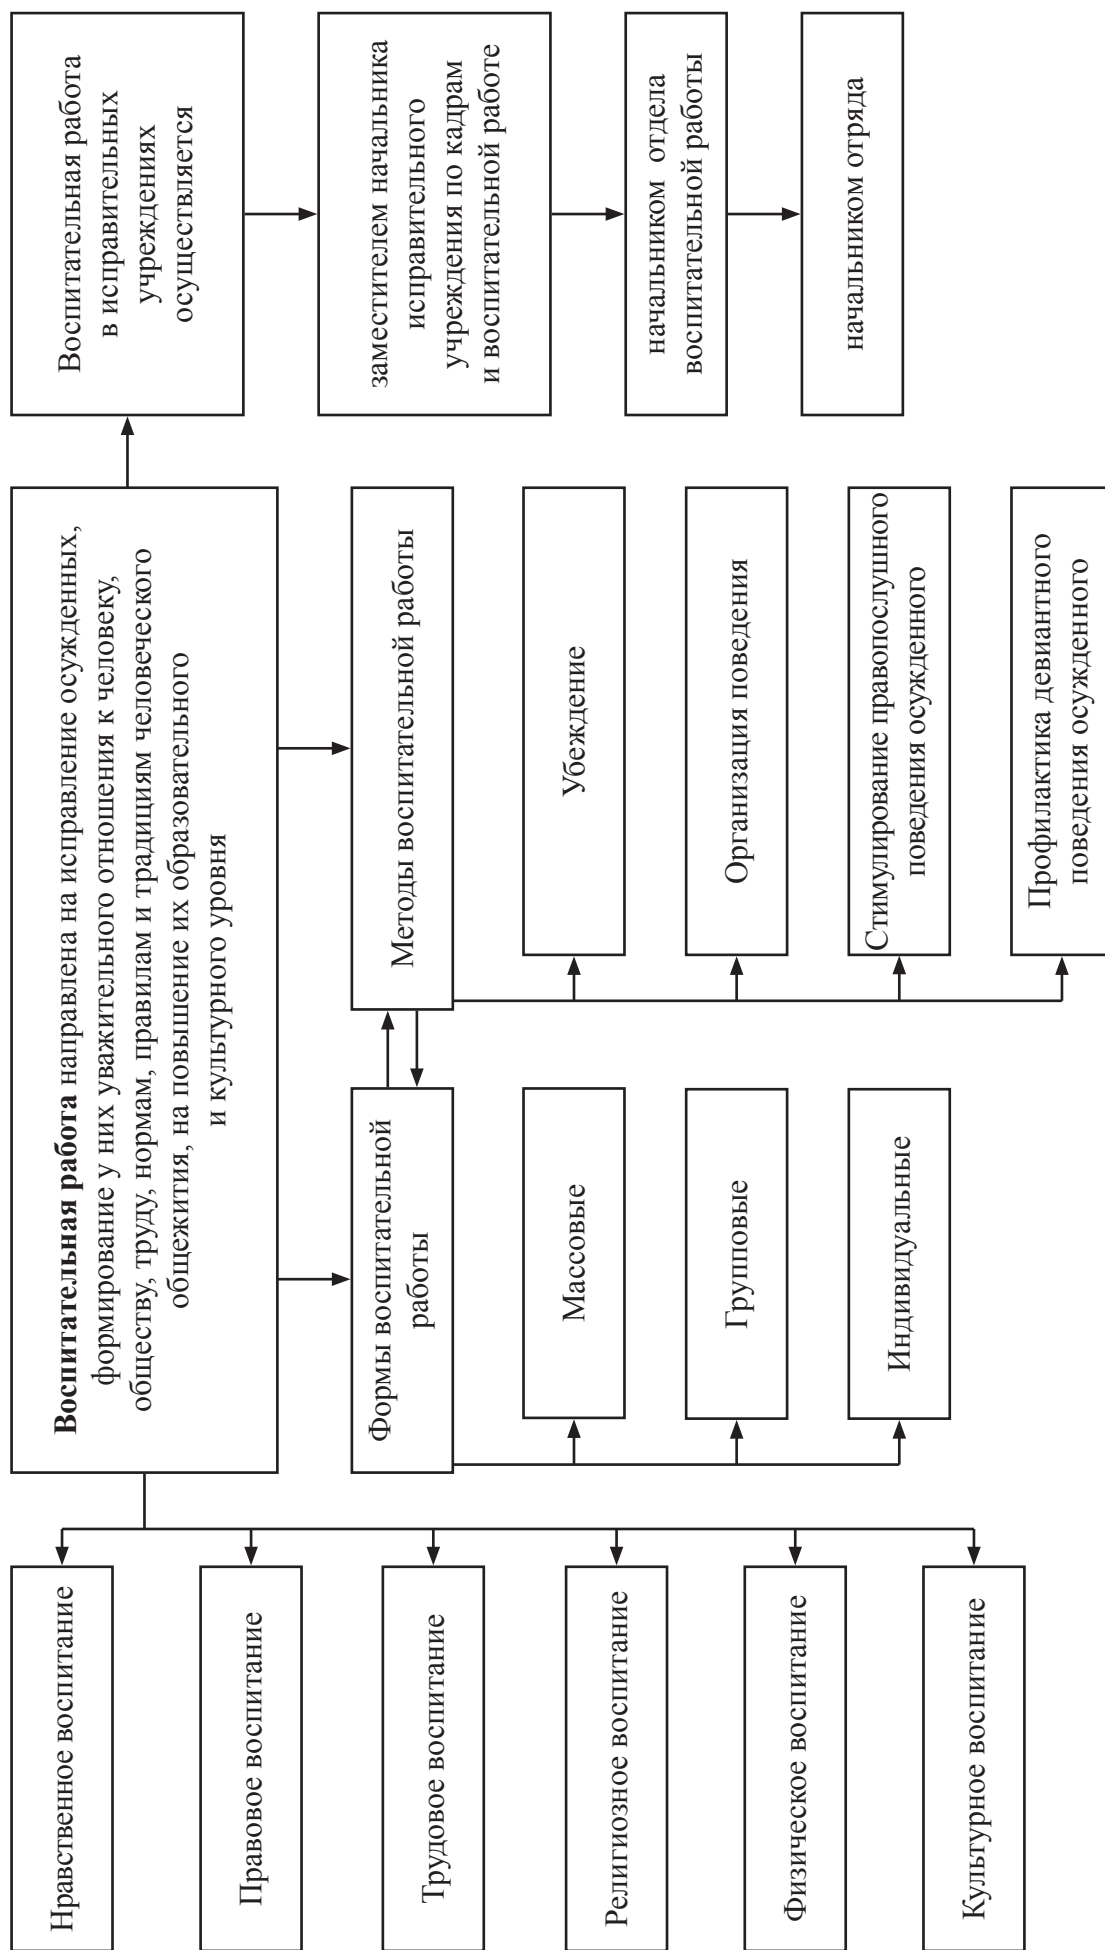 Воспитательная работа направлена на исправление осужденных,
формирование у них уважительного отношения к человеку,
обществу, труду, нормам, правилам и традициям человеческого
общежития, на повышение их образовательного
и культурного уровня
Нравственное воспитание
Правовое воспитание
Трудовое воспитание
Религиозное воспитание
Физическое воспитание
Культурное воспитание
Формы воспитательной
работы
Массовые
Групповые
Индивидуальные
Методы воспитательной работы
Убеждение
Организация поведения
Стимулирование правопослушного
поведения осужденного
Профилактика девиантного
поведения осужденного
Воспитательная работа
в исправительных
учреждениях
осуществляется
заместителем начальника
исправительного
учреждения по кадрам
и воспитательной работе
начальником отдела
воспитательной работы
начальником отряда